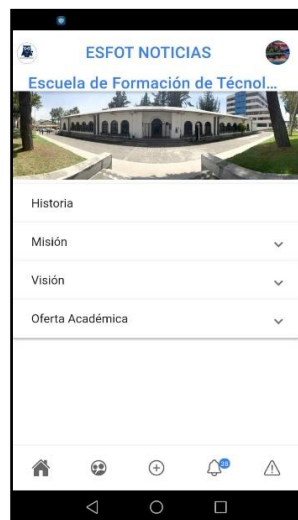 ESFOT NOTICIAS
Escuela de Formación de Técnol...
Historia
Misión
Visión
Oferta Académica